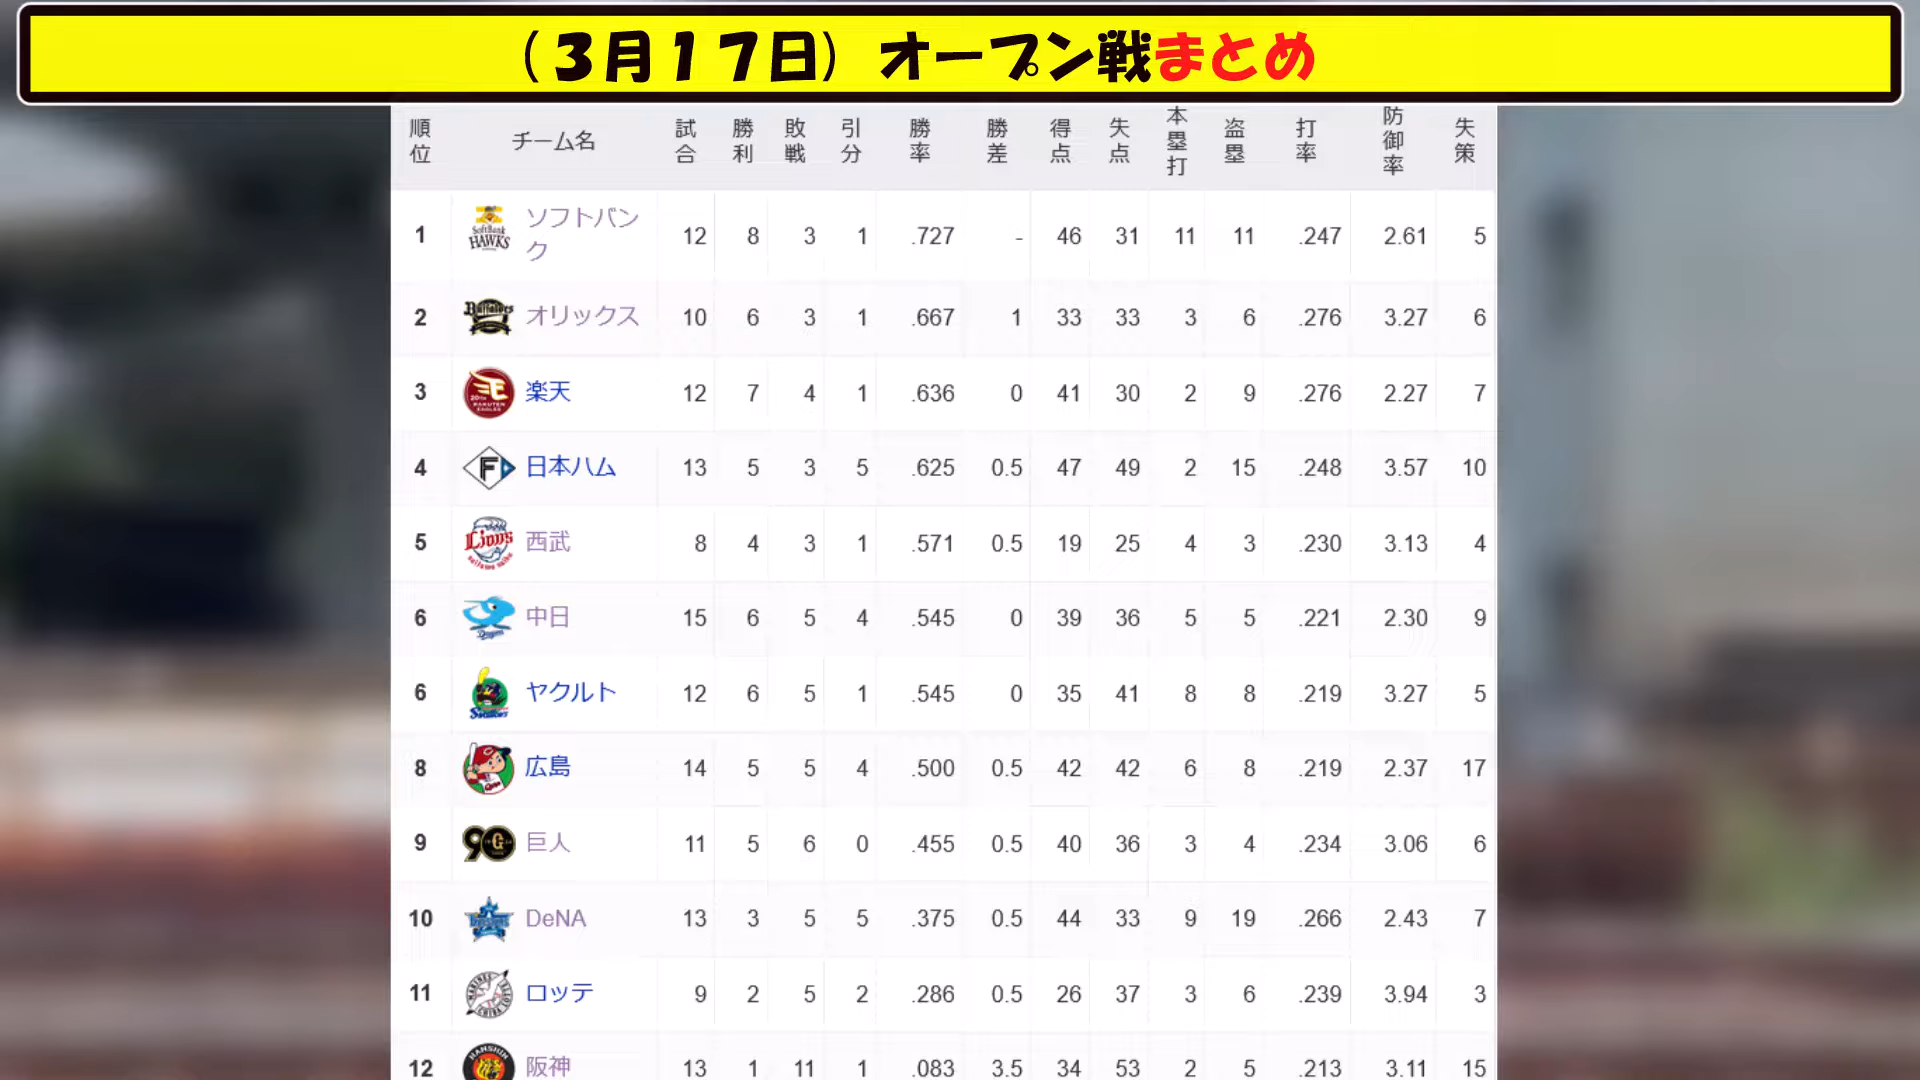 （３月１７日）オープン戦まとめ
順位 チーム名 試合 勝利 敗戦 引分 勝率 勝差 得点 失点 本塁打 盗塁 打率 防御率 失策
1 SoftBank HAWKS ソフトバンク 12 8 3 1 .727 - 46 31 11 11 .247 2.61 5
2 Buffaloes オリックス 10 6 3 1 .667 1 33 33 3 6 .276 3.27 6
3 楽天 12 7 4 1 .636 0 41 30 2 9 .276 2.27 7
4 F 日本ハム 13 5 3 5 .625 0.5 47 49 2 15 .248 3.57 10
5 Lions 西武 8 4 3 1 .571 0.5 19 25 4 3 .230 3.13 4
6 Dragons 中日 15 6 5 4 .545 0 39 36 5 5 .221 2.30 9
6 Swallows ヤクルト 12 6 5 1 .545 0 35 41 8 8 .219 3.27 5
8 広島 14 5 5 4 .500 0.5 42 42 6 8 .219 2.37 17
9 90 G 巨人 11 5 6 0 .455 0.5 40 36 3 4 .234 3.06 6
10 DeNA 13 3 5 5 .375 0.5 44 33 9 19 .266 2.43 7
11 ロッテ 9 2 5 2 .286 0.5 26 37 3 6 .239 3.94 3
12 HANSHIN 阪神 13 1 11 1 .083 3.5 34 53 2 5 .213 3.11 15